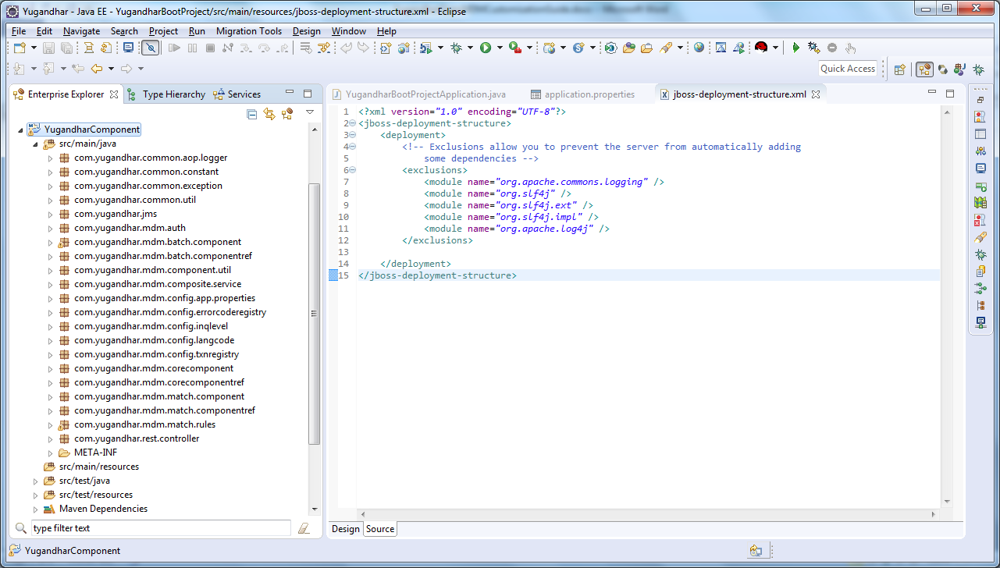 Yugandhar - Java EE - YugandharBootProject/src/main/resources/jboss-deployment-structure.xml - Eclipse
File Edit Navigate Search Project Run Migration Tools Design Window Help
Quick Access
Enterprise Explorer Type Hierarchy Services
YugandharComponent
src/main/java
com.yugandhar.common.aop.logger
com.yugandhar.common.constant
com.yugandhar.common.exception
com.yugandhar.common.util
com.yugandhar.jms
com.yugandhar.mdm.auth
com.yugandhar.mdm.batch.component
com.yugandhar.mdm.batch.componentref
com.yugandhar.mdm.component.util
com.yugandhar.mdm.composite.service
com.yugandhar.mdm.config.app.properties
com.yugandhar.mdm.config.errorcoderegistry
com.yugandhar.mdm.config.inqlevel
com.yugandhar.mdm.config.langcode
com.yugandhar.mdm.config.txnregistry
com.yugandhar.mdm.corecomponent
com.yugandhar.mdm.corecomponentref
com.yugandhar.mdm.match.component
com.yugandhar.mdm.match.componentref
com.yugandhar.mdm.match.rules
com.yugandhar.rest.controller
META-INF
src/main/resources
src/test/java
src/test/resources
Maven Dependencies
type filter text
YugandharBootProjectApplication.java application.properties jboss-deployment-structure.xml
1 <?xml version="1.0" encoding="UTF-8"?>
2 <jboss-deployment-structure>
3 <deployment>
4 <!-- Exclusions allow you to prevent the server from automatically adding
5 some dependencies -->
6 <exclusions>
7 <module name="org.apache.commons.logging" />
8 <module name="org.slf4j" />
9 <module name="org.slf4j.ext" />
10 <module name="org.slf4j.impl" />
11 <module name="org.apache.log4j" />
12 </exclusions>
13
14 </deployment>
15 </jboss-deployment-structure>
Design Source
YugandharComponent